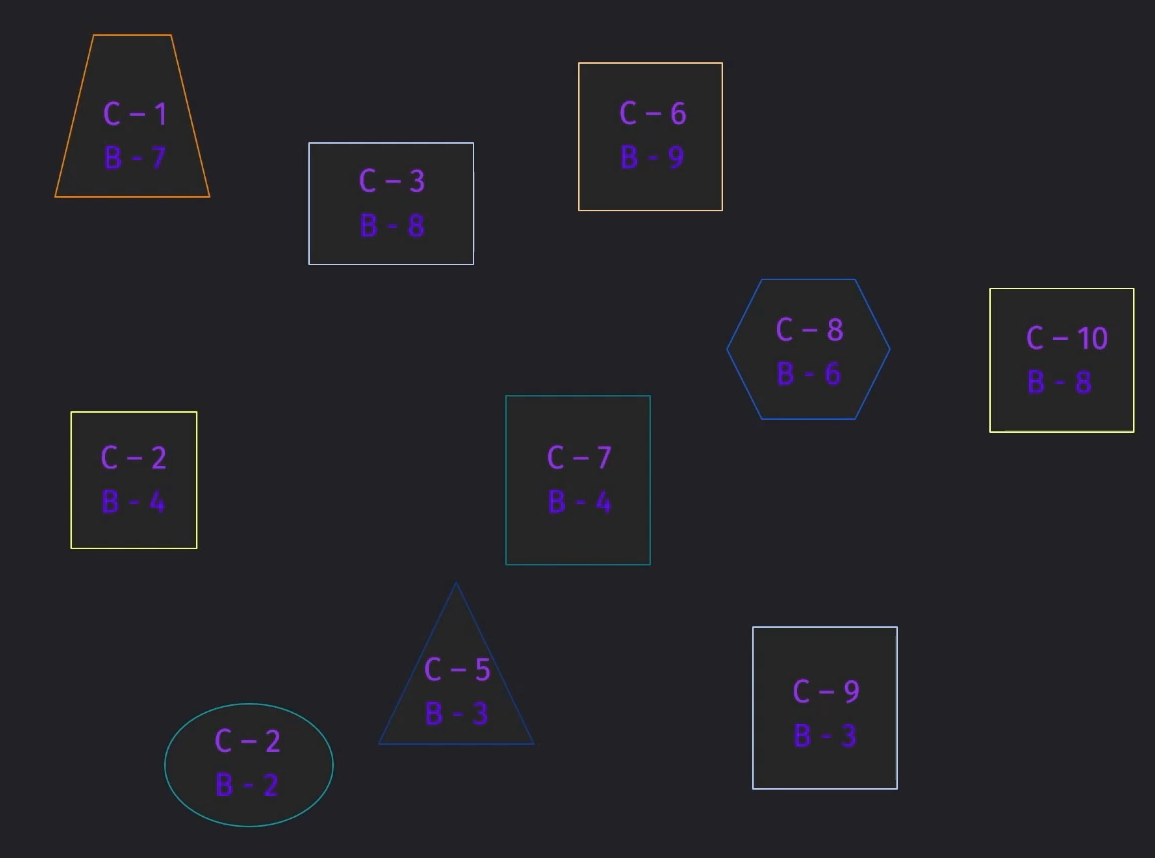 C – 1
B - 7
C – 3
B - 8
C – 6
B - 9
C – 8
B - 6
C – 10
B - 8
C – 2
B - 4
C – 7
B - 4
C – 5
B - 3
C – 9
B - 3
C – 2
B - 2